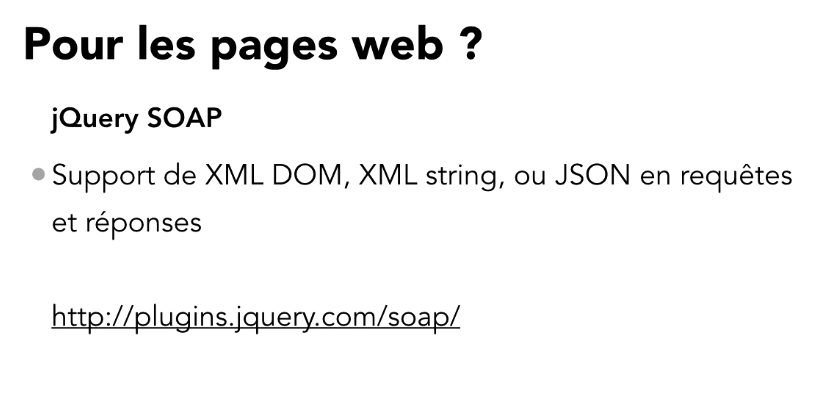 Pour les pages web ?
jQuery SOAP
Support de XML DOM, XML string, ou JSON en requêtes
et réponses
http://plugins.jquery.com/soap/